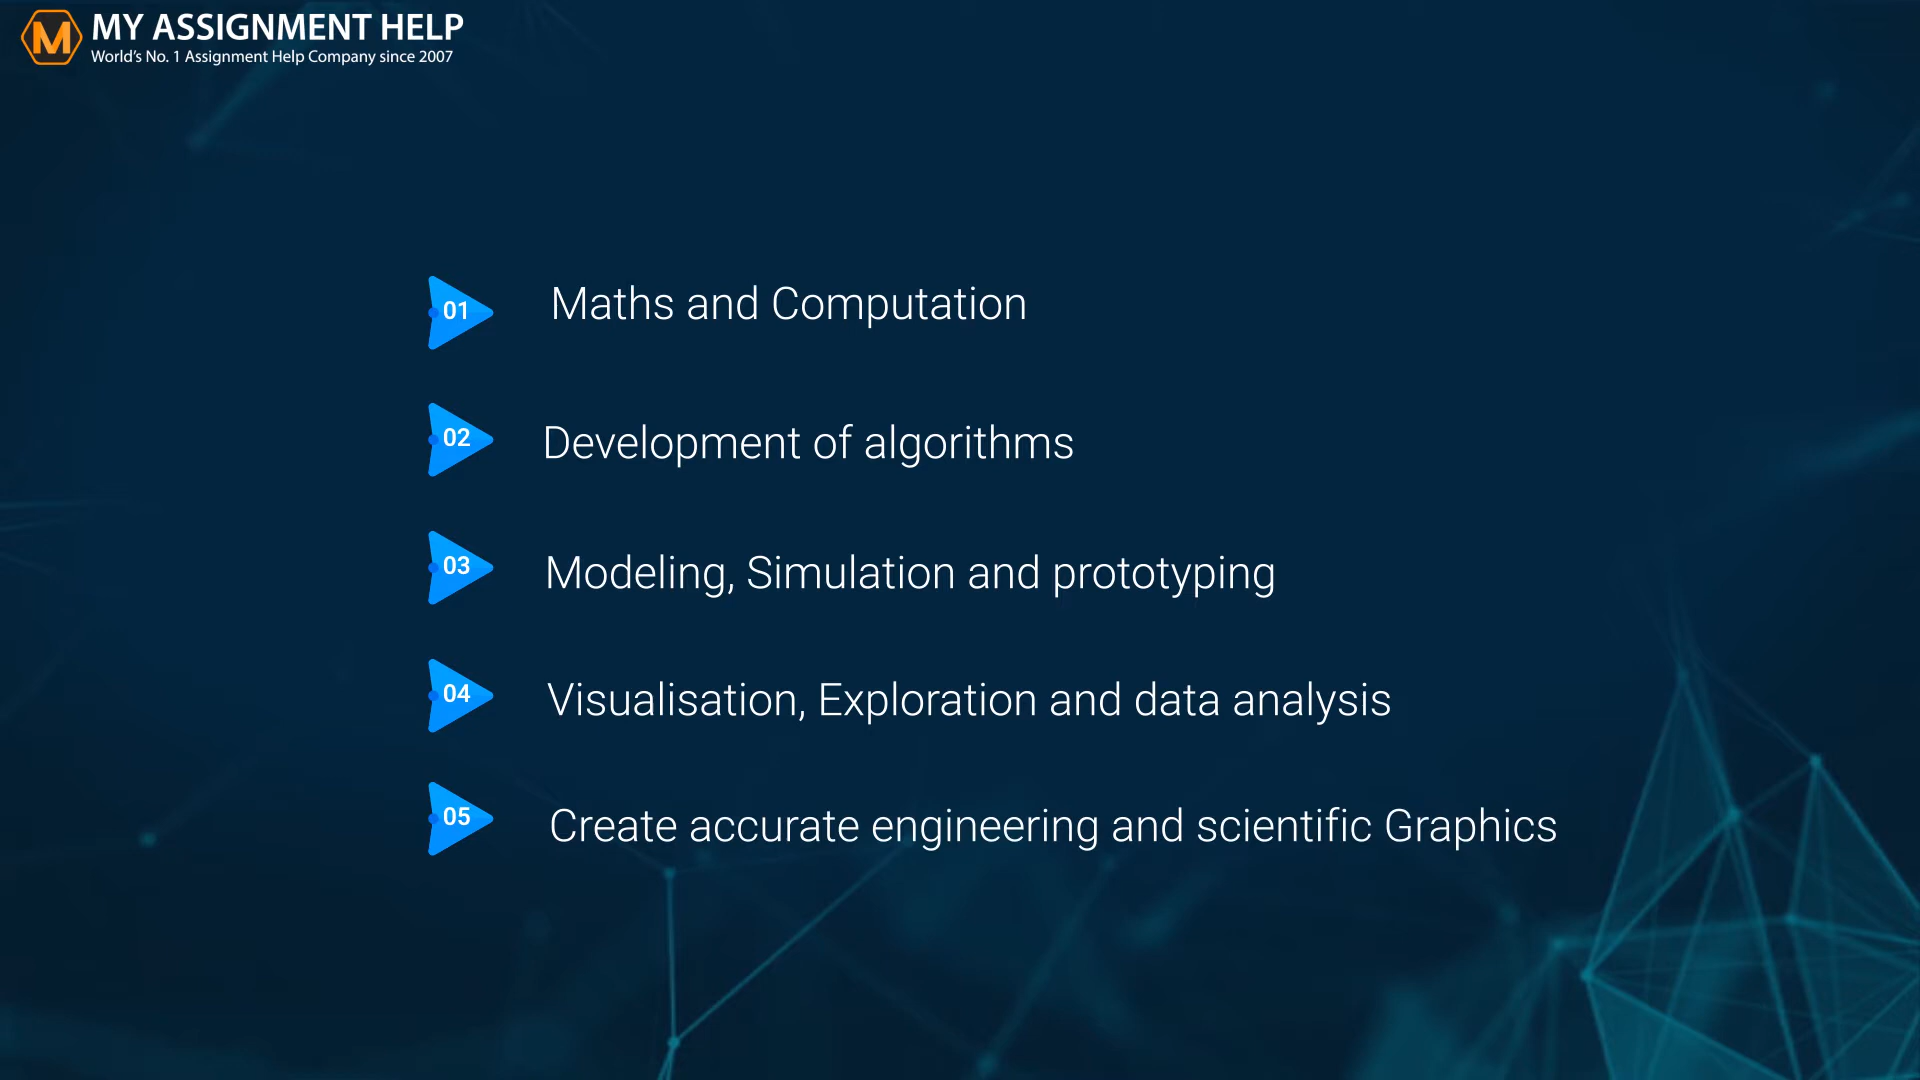 M
MY ASSIGNMENT HELP
World's No. 1 Assignment Help Company since 2007
01 Maths and Computation
02 Development of algorithms
03 Modeling, Simulation and prototyping
04 Visualisation, Exploration and data analysis
05 Create accurate engineering and scientific Graphics